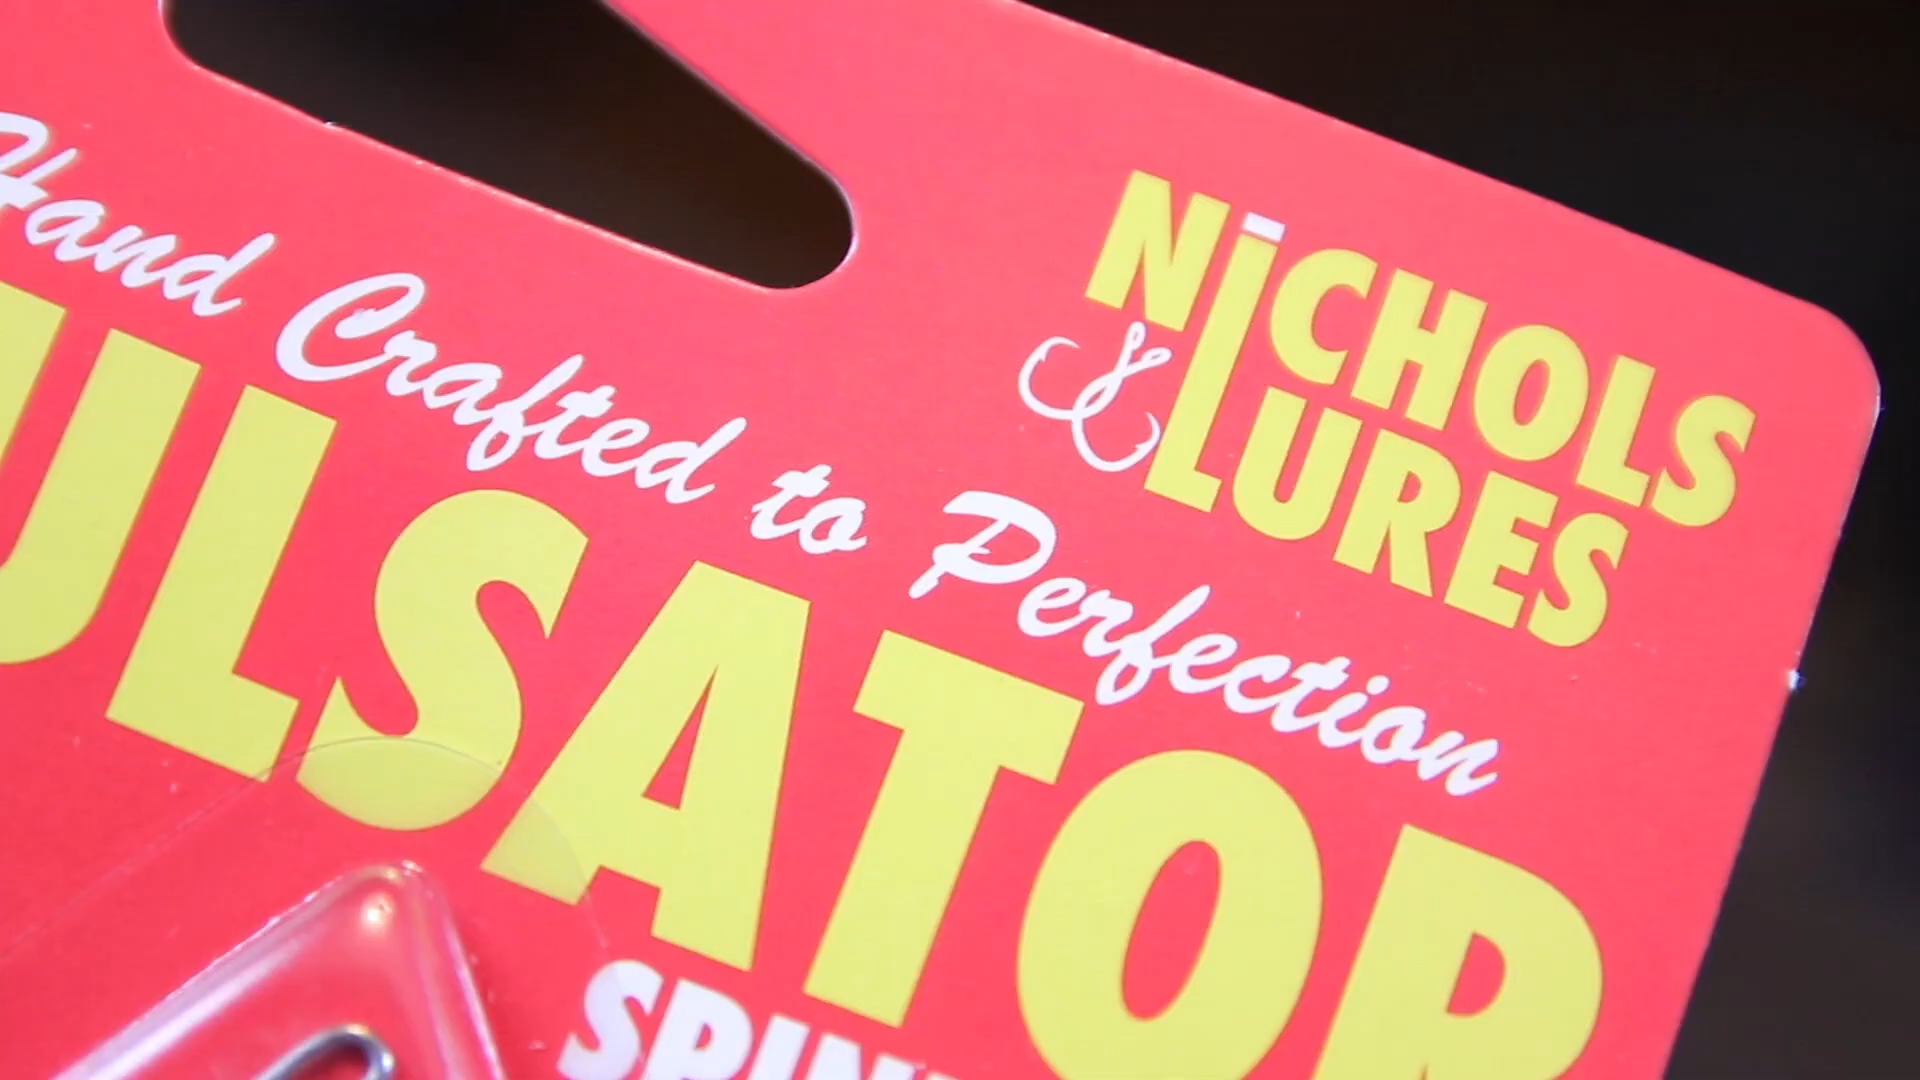 NiCHOLS
LURES
Hand Crafted to Perfection
ULSATOR
SPIN